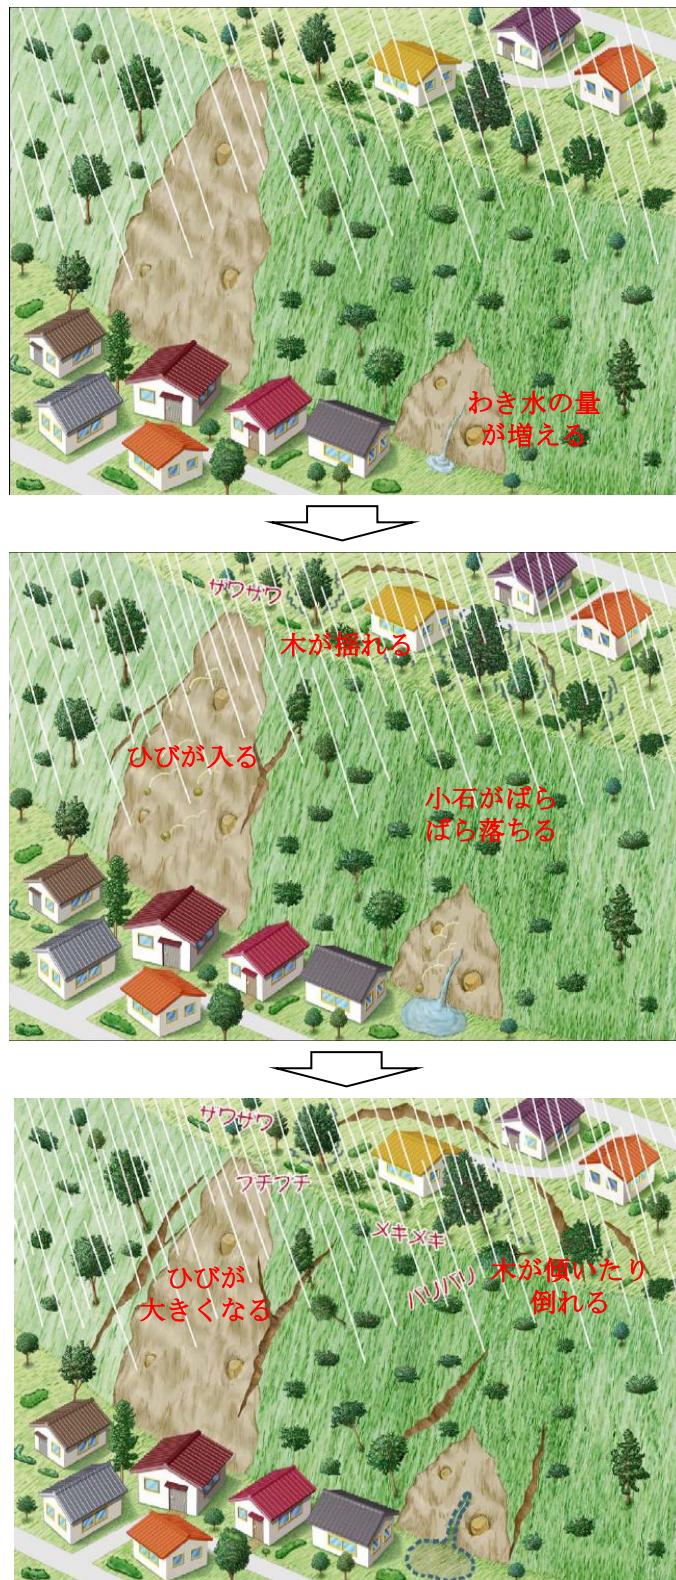 わき水の量
が増える
ザワザワ
木が揺れる
ひびが入る
小石がぱら
ぱら落ちる
ザワザワ
ブチブチ
メキメキ
バリバリ
ひびが
大きくなる
木が傾いたり
倒れる